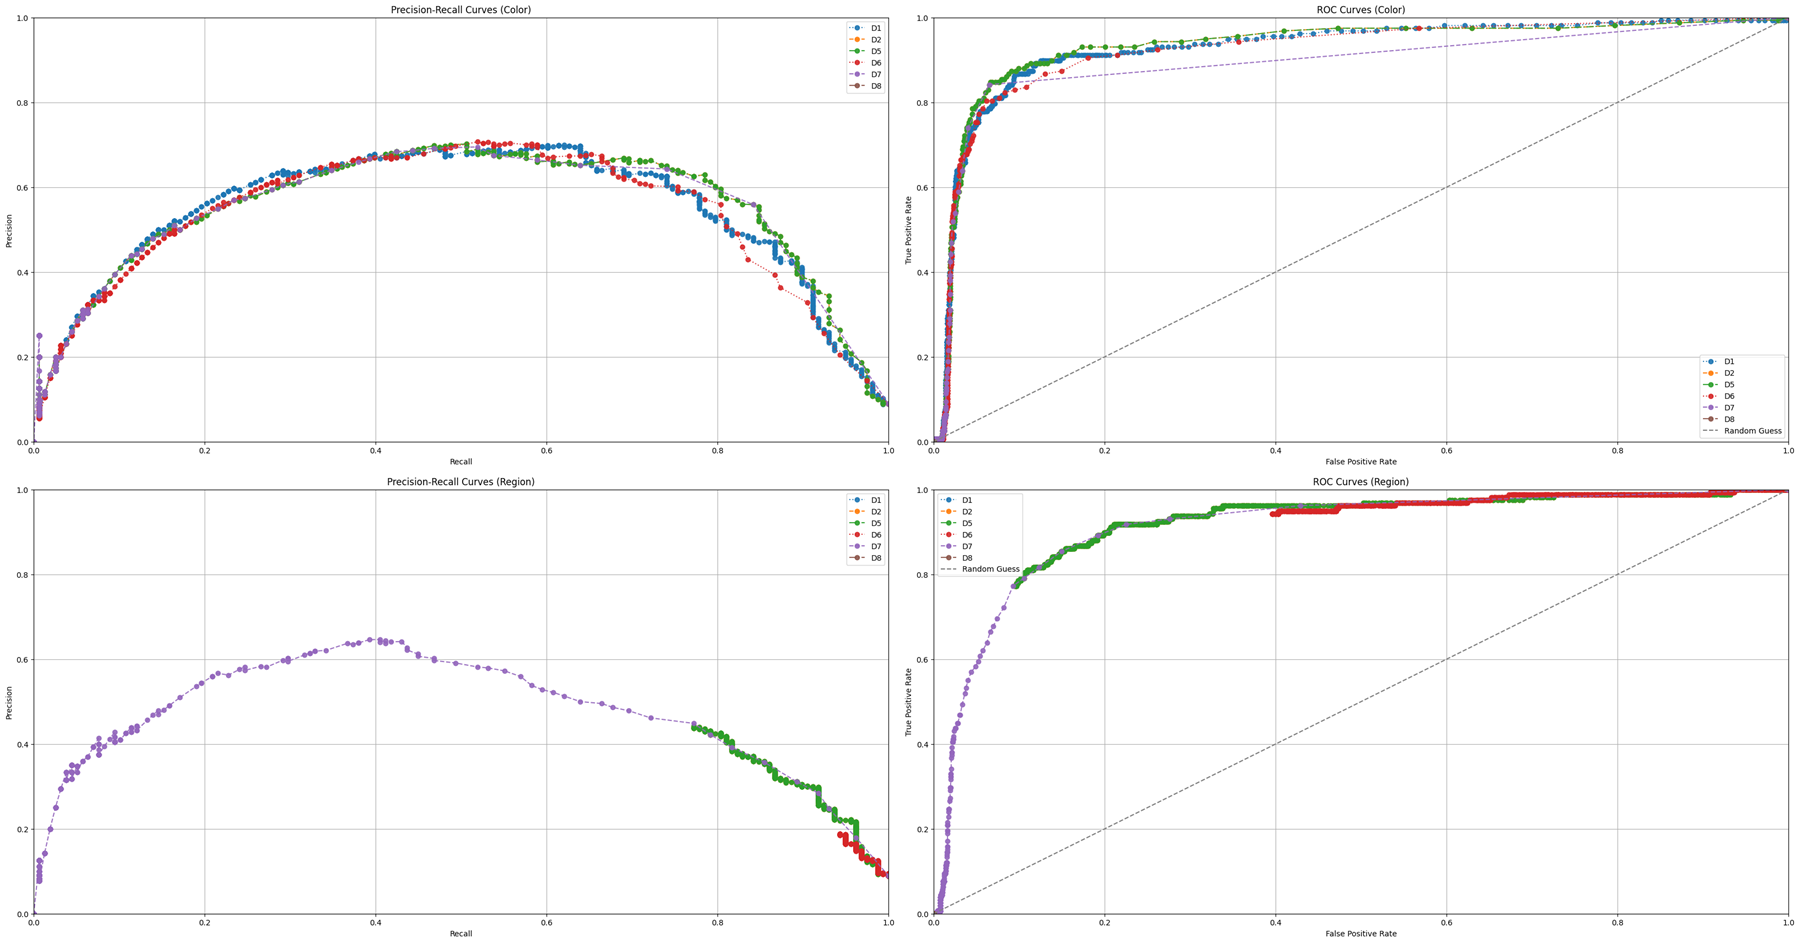 Precision-Recall Curves (Color)
1.0
0.8
0.6
0.4
0.2
0.0
Precision
D1
D2
D5
D6
D7
D8
0.0 0.2 0.4 0.6 0.8 1.0
Recall
ROC Curves (Color)
1.0
0.8
0.6
0.4
0.2
0.0
True Positive Rate
D1
D2
D5
D6
D7
D8
Random Guess
0.0 0.2 0.4 0.6 0.8 1.0
False Positive Rate
Precision-Recall Curves (Region)
1.0
0.8
0.6
0.4
0.2
0.0
Precision
D1
D2
D5
D6
D7
D8
0.0 0.2 0.4 0.6 0.8 1.0
Recall
ROC Curves (Region)
1.0
0.8
0.6
0.4
0.2
0.0
True Positive Rate
D1
D2
D5
D6
D7
D8
Random Guess
0.0 0.2 0.4 0.6 0.8 1.0
False Positive Rate